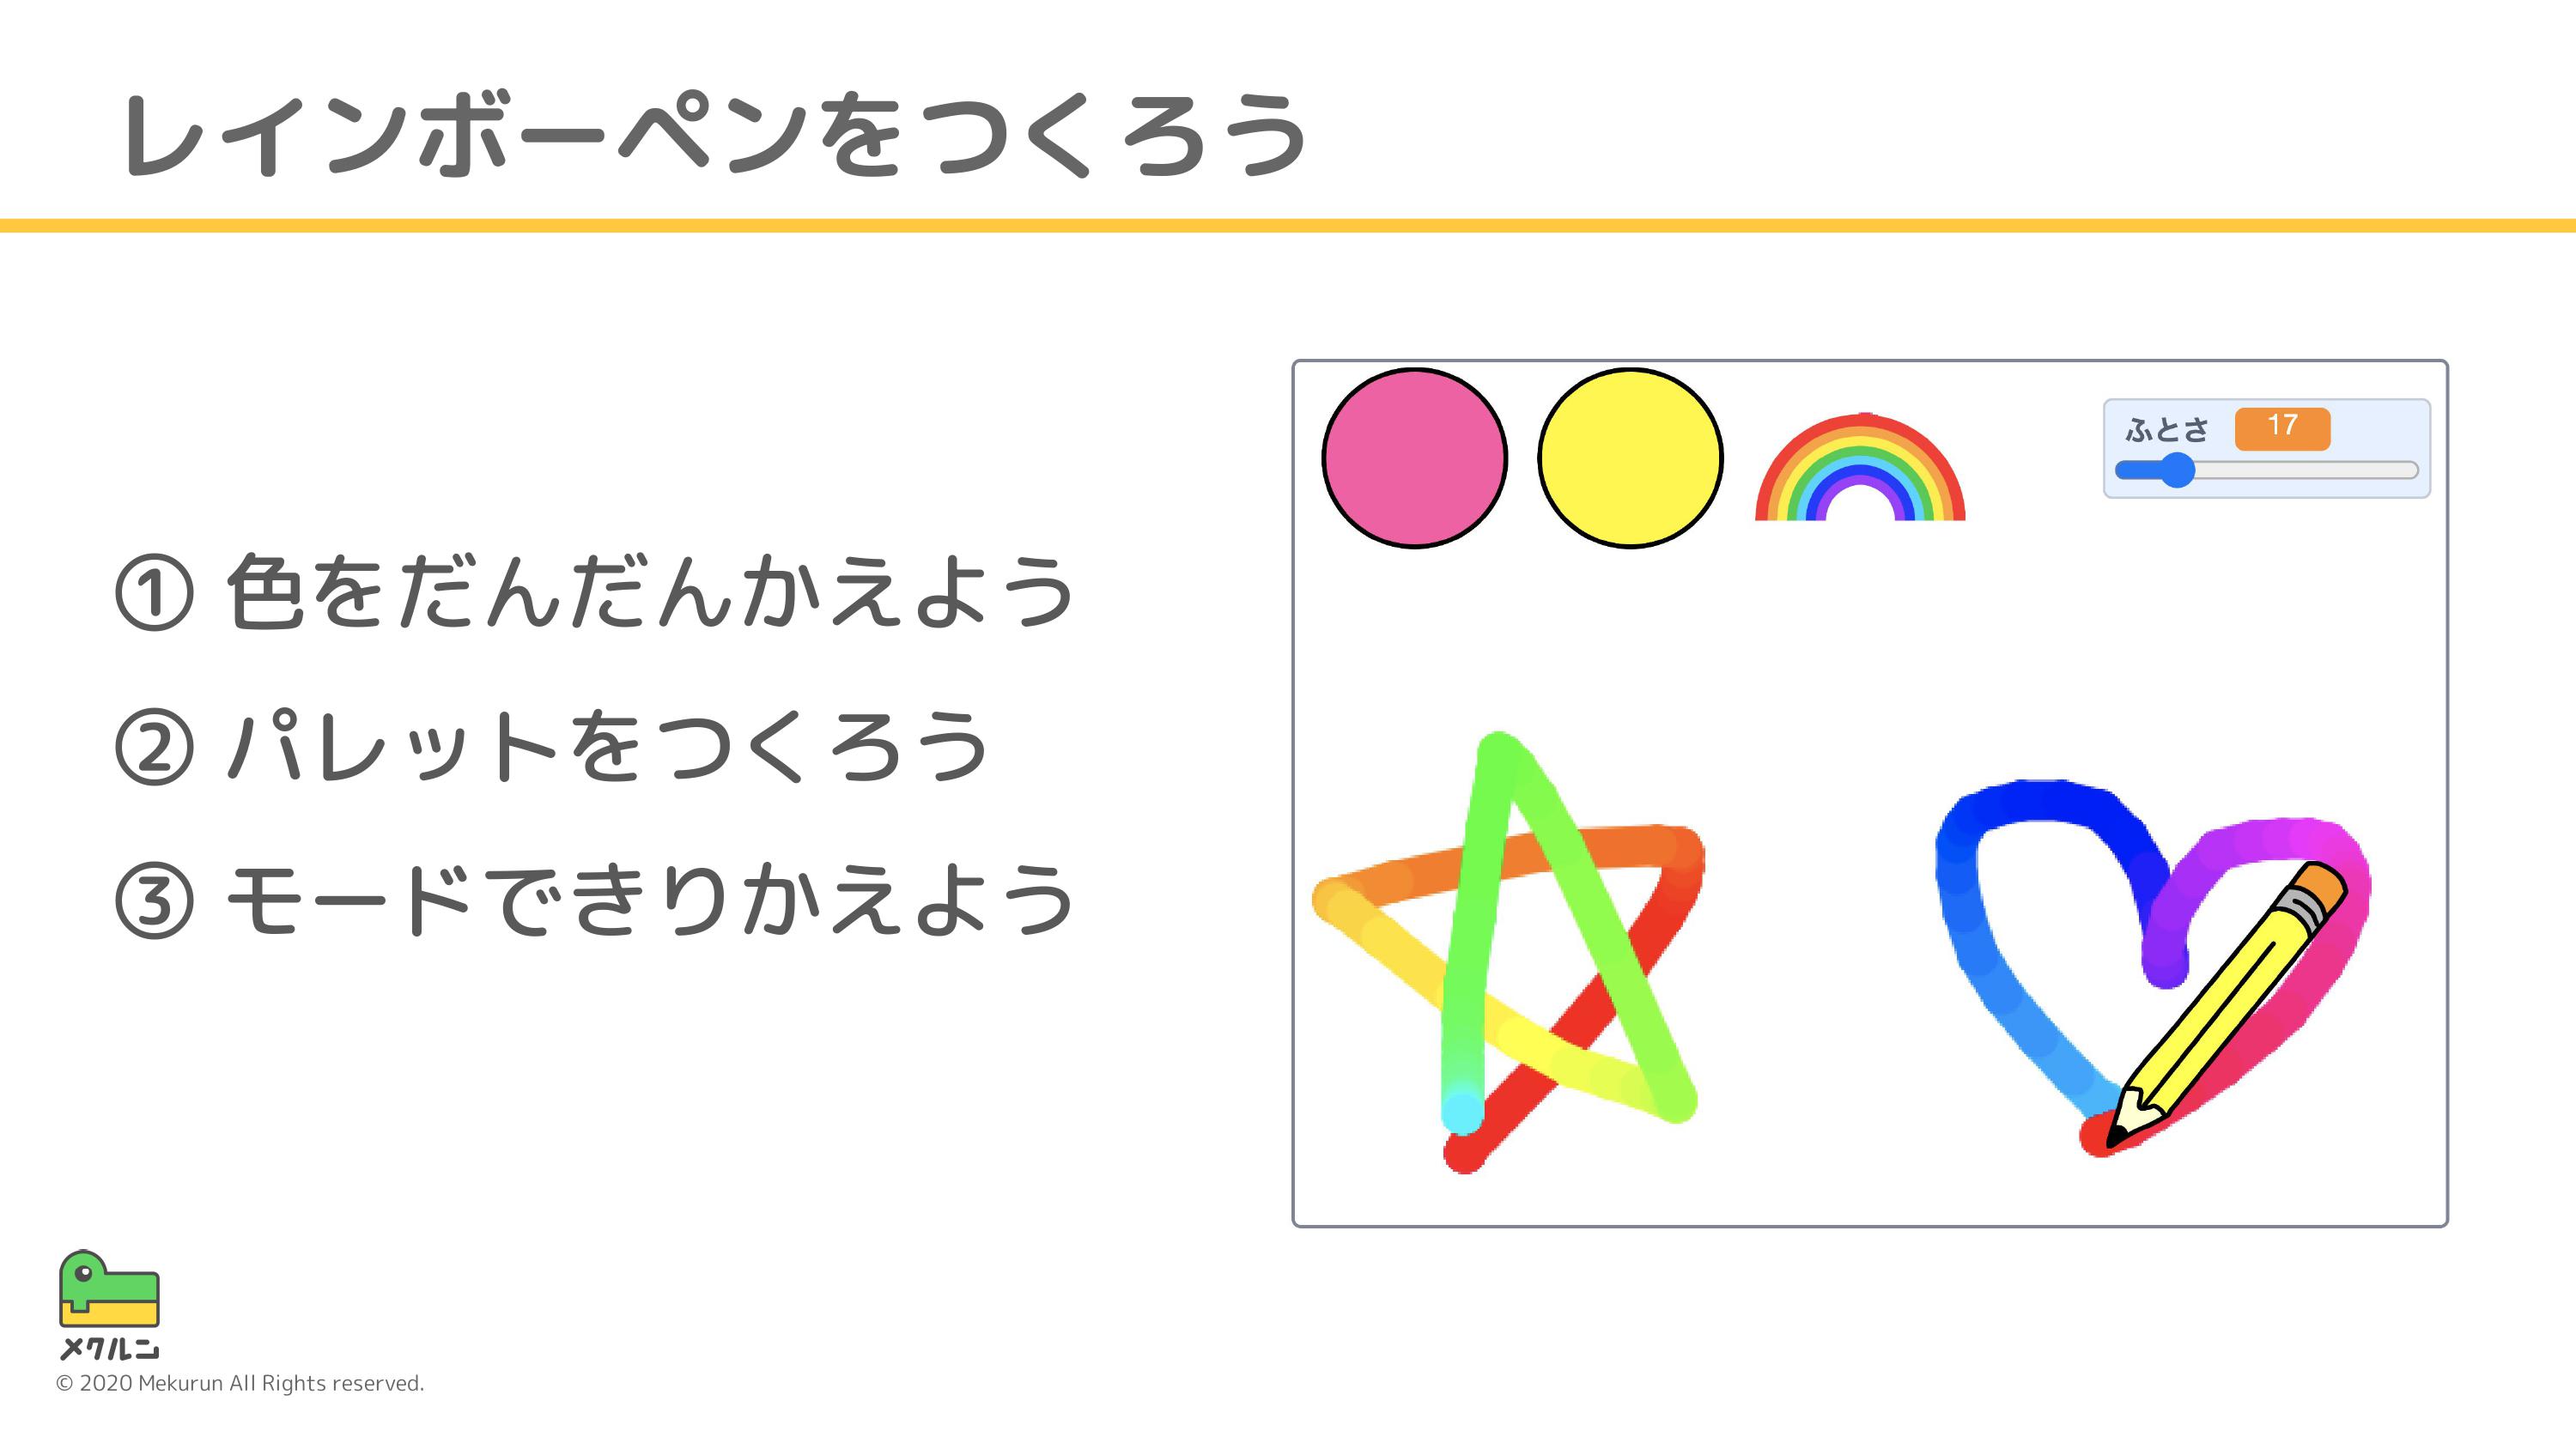 レインボーペンをつくろう
① 色をだんだんかえよう
② パレットをつくろう
③ モードできりかえよう
ふとさ 17
メクルン
© 2020 Mekurun All Rights reserved.